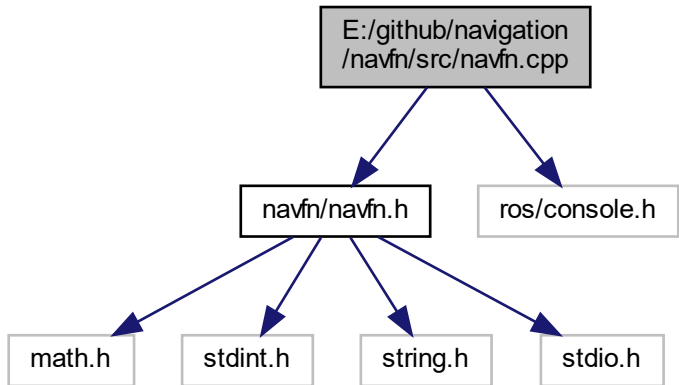 E:/github/navigation
/navfn/src/navfn.cpp
navfn/navfn.h
ros/console.h
math.h
stdint.h
string.h
stdio.h